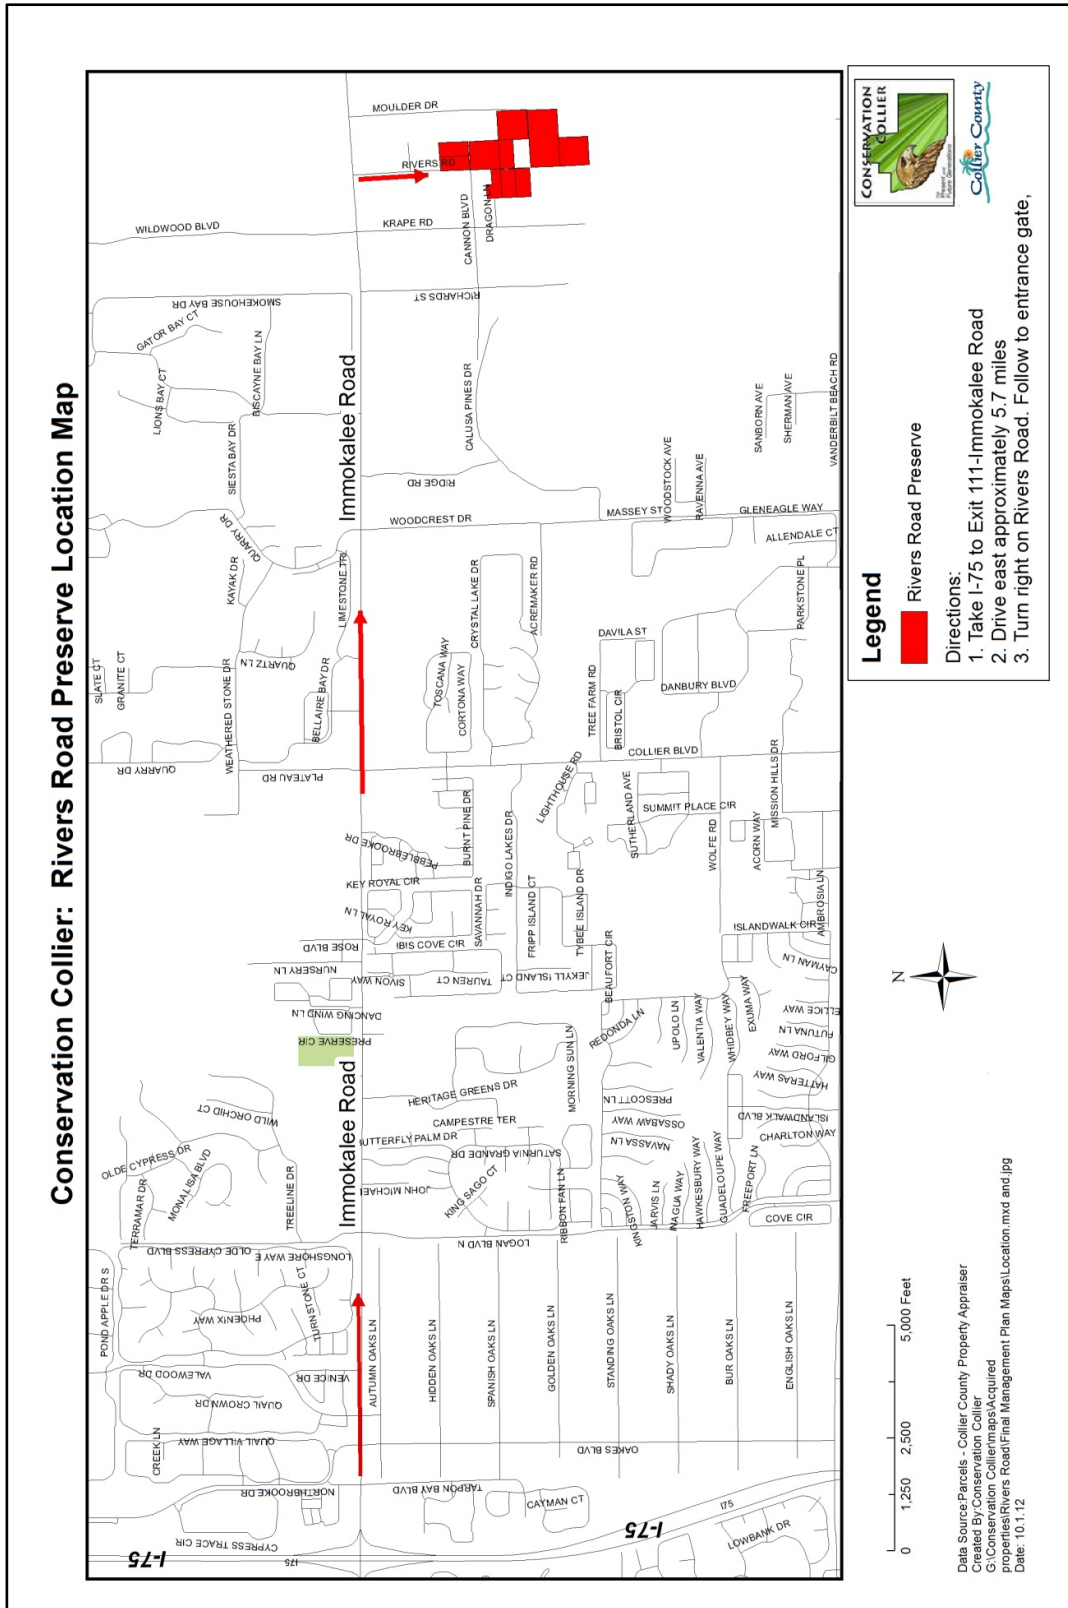 Conservation Collier: Rivers Road Preserve Location Map
POND APPLE DR S
TERRAMAR DR
OLDE CYPRESS DR
MONA LISA BLVD
WILD ORCHID CT
TREELINE DR
OLDE CYPRESS BLVD
LONGSHORE WAY E
PHOENIX WAY
TURNSTONE CT
VALEWOOD DR
VENICE DR
QUAIL CROWN DR
QUAIL VILLAGE WAY
CREEK LN
NORTHBROOKE DR
CYPRESS TRACE CIR
I-75
I75
PRESERVE CIR
DANCING WIND LN
NURSERY LN
ROSE BLVD
QUARRY DR
SLATE CT
GRANITE CT
WEATHERED STONE DR
PLATEAU RD
BELLAIRE BAY DR
QUARTZ LN
KAYAK DR
LIMESTONE TRL
QUARRY DR
SIESTA BAY DR
LIONS BAY CT
GATOR BAY CT
BISCAYNE BAY LN
SMOKEHOUSE BAY DR
WILDWOOD BLVD
Immokalee Road
Immokalee Road
AUTUMN OAKS LN
HIDDEN OAKS LN
SPANISH OAKS LN
GOLDEN OAKS LN
STANDING OAKS LN
SHADY OAKS LN
BUR OAKS LN
ENGLISH OAKS LN
OAKES BLVD
TARPON BAY BLVD
CAYMAN CT
I-75
I75
LOWBANK DR
LOGAN BLVD N
JOHN MICHAEL
BUTTERFLY PALM DR
CAMPESTRE TER
HERITAGE GREENS DR
SATURNIA GRANDE DR
KING SAGO CT
RIBBON FAN LN
MORNING SUN LN
KINGSTON WAY
JARVIS LN
INAGUA WAY
HAWKESBURY WAY
GUADELOUPE WAY
FREEPORT LN
COVE CIR
NAVASSA LN
OSSABAW WAY
PRESCOTT LN
REDONDA LN
UPOLO LN
VALENTIA WAY
WHIDBEY WAY
EXUMA WAY
CHARLTON WAY
ISLANDWALK BLVD
HATTERAS WAY
GILFORD WAY
FUTUNA LN
ELLICE WAY
CAYMAN LN
ISLANDWALK CIR
AMBROSIA LN
SIVON WAY
TAUREN CT
JEKYLL ISLAND CT
BEAUFORT CIR
IBIS COVE CIR
KEY ROYAL LN
KEY ROYAL CIR
PEBBLEBROOKE DR
SAVANNAH DR
BURNT PINE DR
INDIGO LAKES DR
FRIPP ISLAND CT
TYBEE ISLAND DR
LIGHTHOUSE RD
SUTHERLAND AVE
SUMMIT PLACE CIR
WOLFE RD
ACORN WAY
MISSION HILLS DR
COLLIER BLVD
TOSCANA WAY
CORTONA WAY
CRYSTAL LAKE DR
ACREMAKER RD
TREE FARM RD
BRISTOL CIR
DAVILA ST
DANBURY BLVD
PARKSTONE PL
WOODCREST DR
MASSEY ST
RIDGE RD
CALUSA PINES DR
WOODSTOCK AVE
RAVENNA AVE
GLENEAGLE WAY
ALLENDALE CT
SANBORN AVE
SHERMAN AVE
VANDERBILT BEACH RD
RICHARDS ST
KRAPE RD
CANNON BLVD
DRAGON LN
RIVERS RD
MOULDER DR
0 1,250 2,500 5,000 Feet
N
Data Source:Parcels - Collier County Property Appraiser
Created By:Conservation Collier
G:\Conservation Collier\maps\Acquired
properties\Rivers Road\Final Management Plan Maps\Location.mxd and.jpg
Date: 10.1.12
Legend
Rivers Road Preserve
Directions:
1. Take I-75 to Exit 111-Immokalee Road
2. Drive east approximately 5.7 miles
3. Turn right on Rivers Road. Follow to entrance gate,
CONSERVATION
COLLIER
For Present and
Future Generations
Collier County